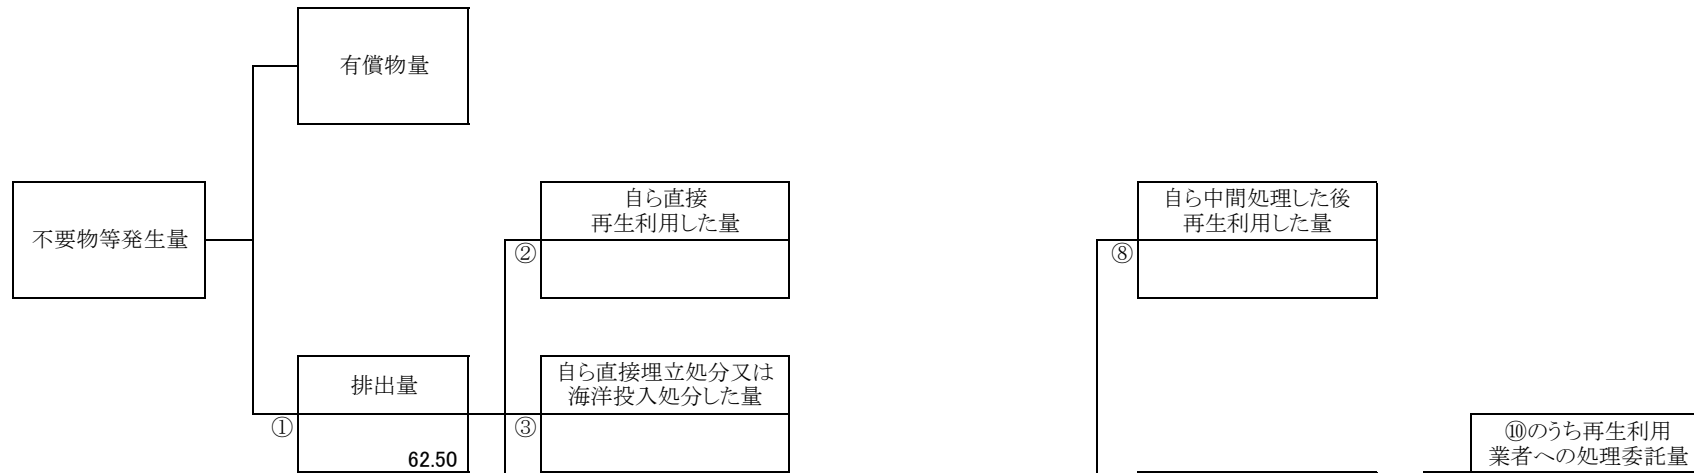 有償物量
不要物等発生量
自ら直接
再生利用した量
②
自ら中間処理した後
再生利用した量
⑧
排出量
①
62.50
自ら直接埋立処分又は
海洋投入処分した量
③
⑩のうち再生利用
業者への処理委託量